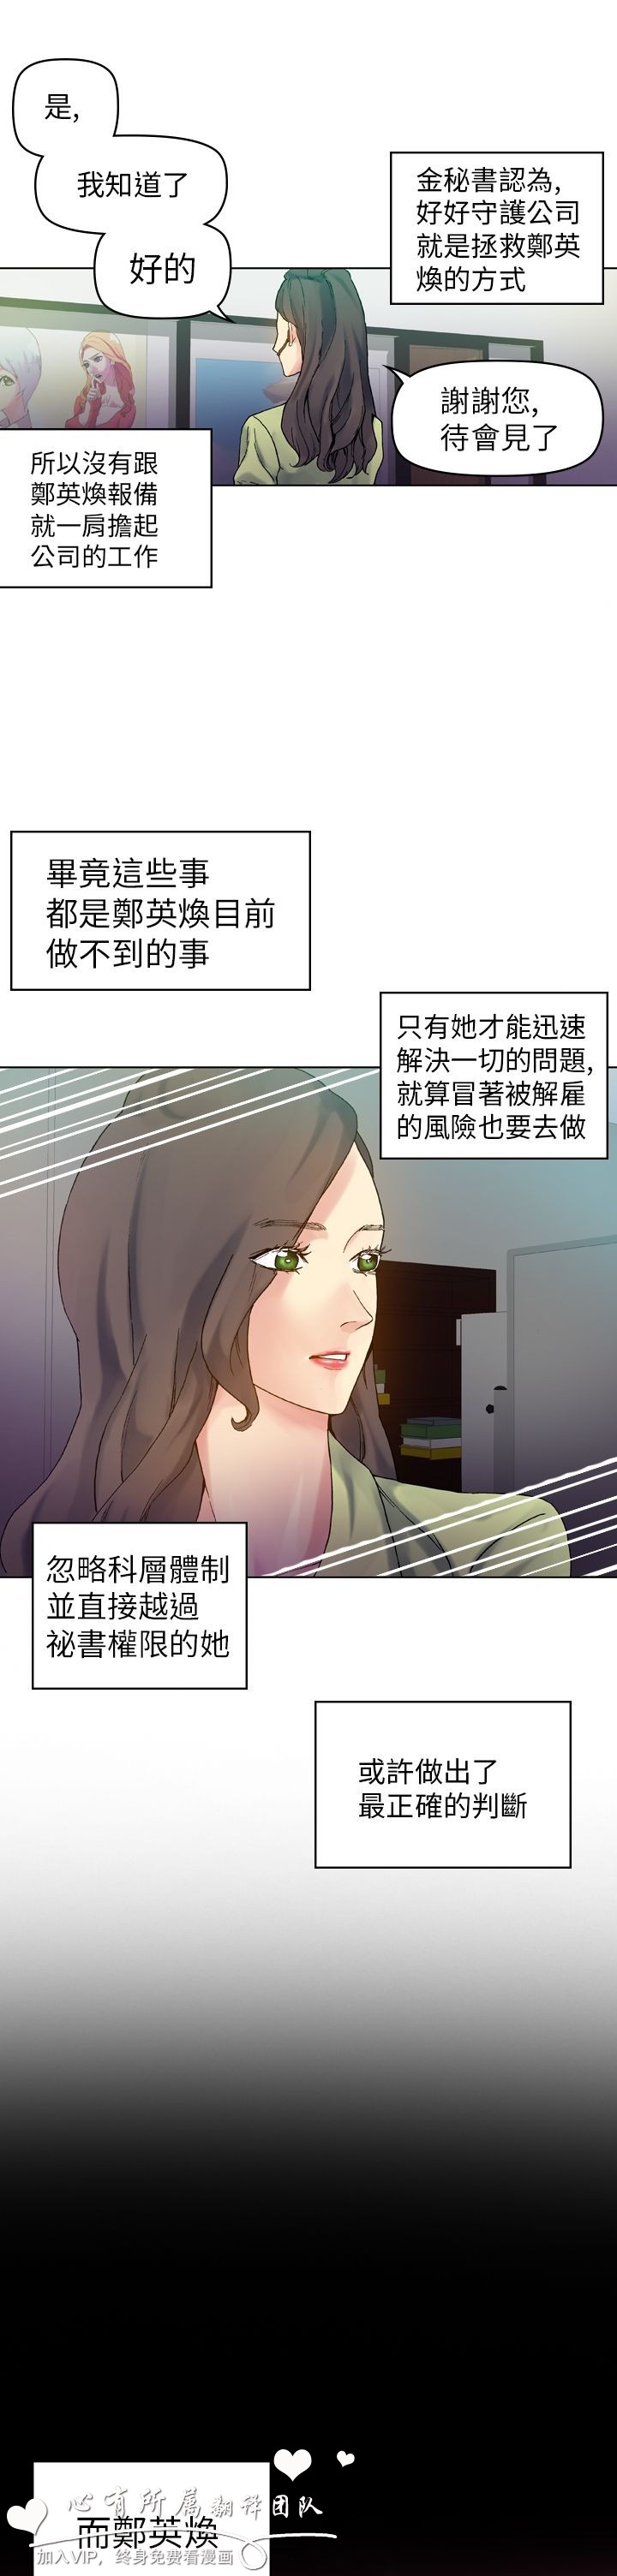 是,
我知道了
好的
金秘書認為,
好好守護公司
就是拯救鄭英
煥的方式
謝謝您,
待會見了
所以沒有跟
鄭英煥報備
就一肩擔起
公司的工作
畢竟這些事
都是鄭英煥目前
做不到的事
只有她才能迅速
解決一切的問題,
就算冒著被解雇
的風險也要去做
忽略科層體制
並直接越過
祕書權限的她
或許做出了
最正確的判斷
心有所属翻译团队
而鄭英煥
加入VIP，终身免费看漫画